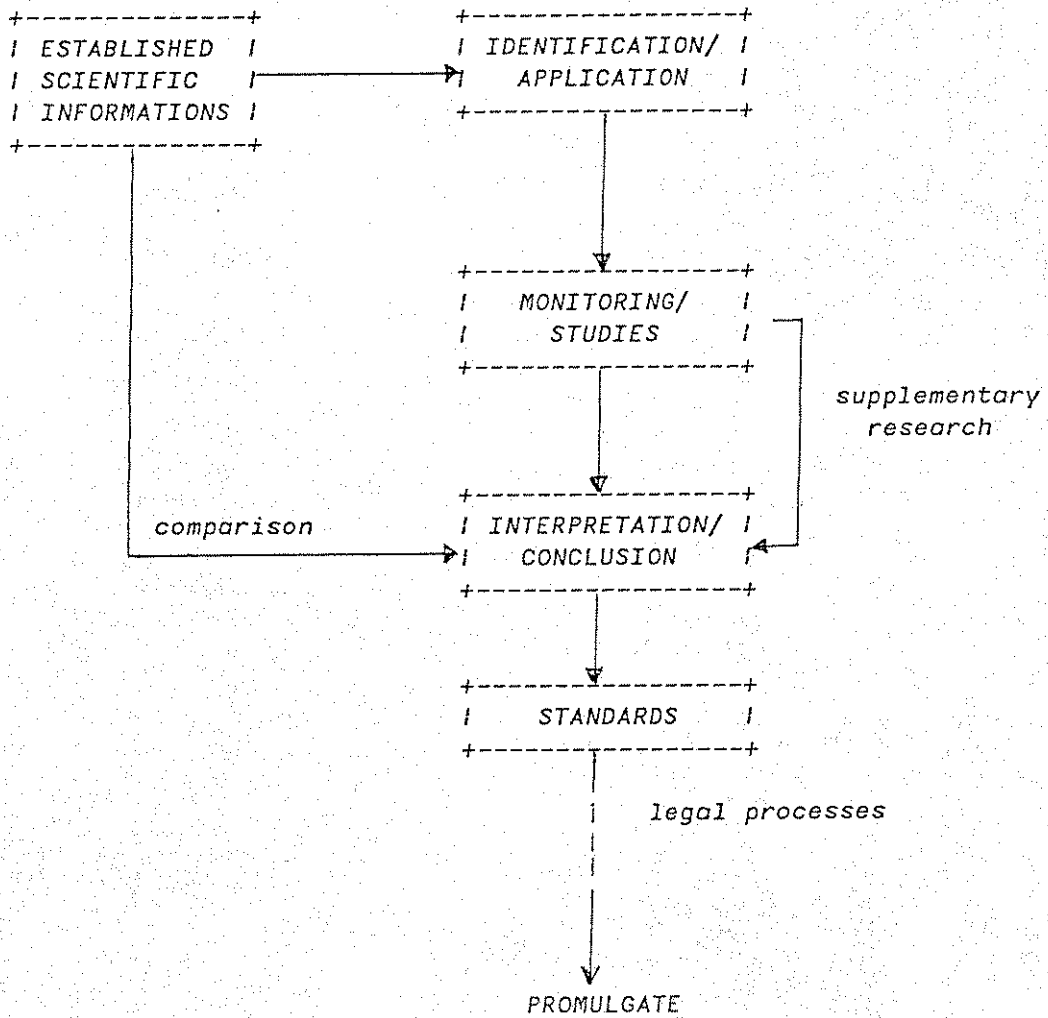 ESTABLISHED
SCIENTIFIC
INFORMATIONS
IDENTIFICATION/
APPLICATION
MONITORING/
STUDIES
supplementary
research
comparison
INTERPRETATION/
CONCLUSION
STANDARDS
legal processes
PROMULGATE